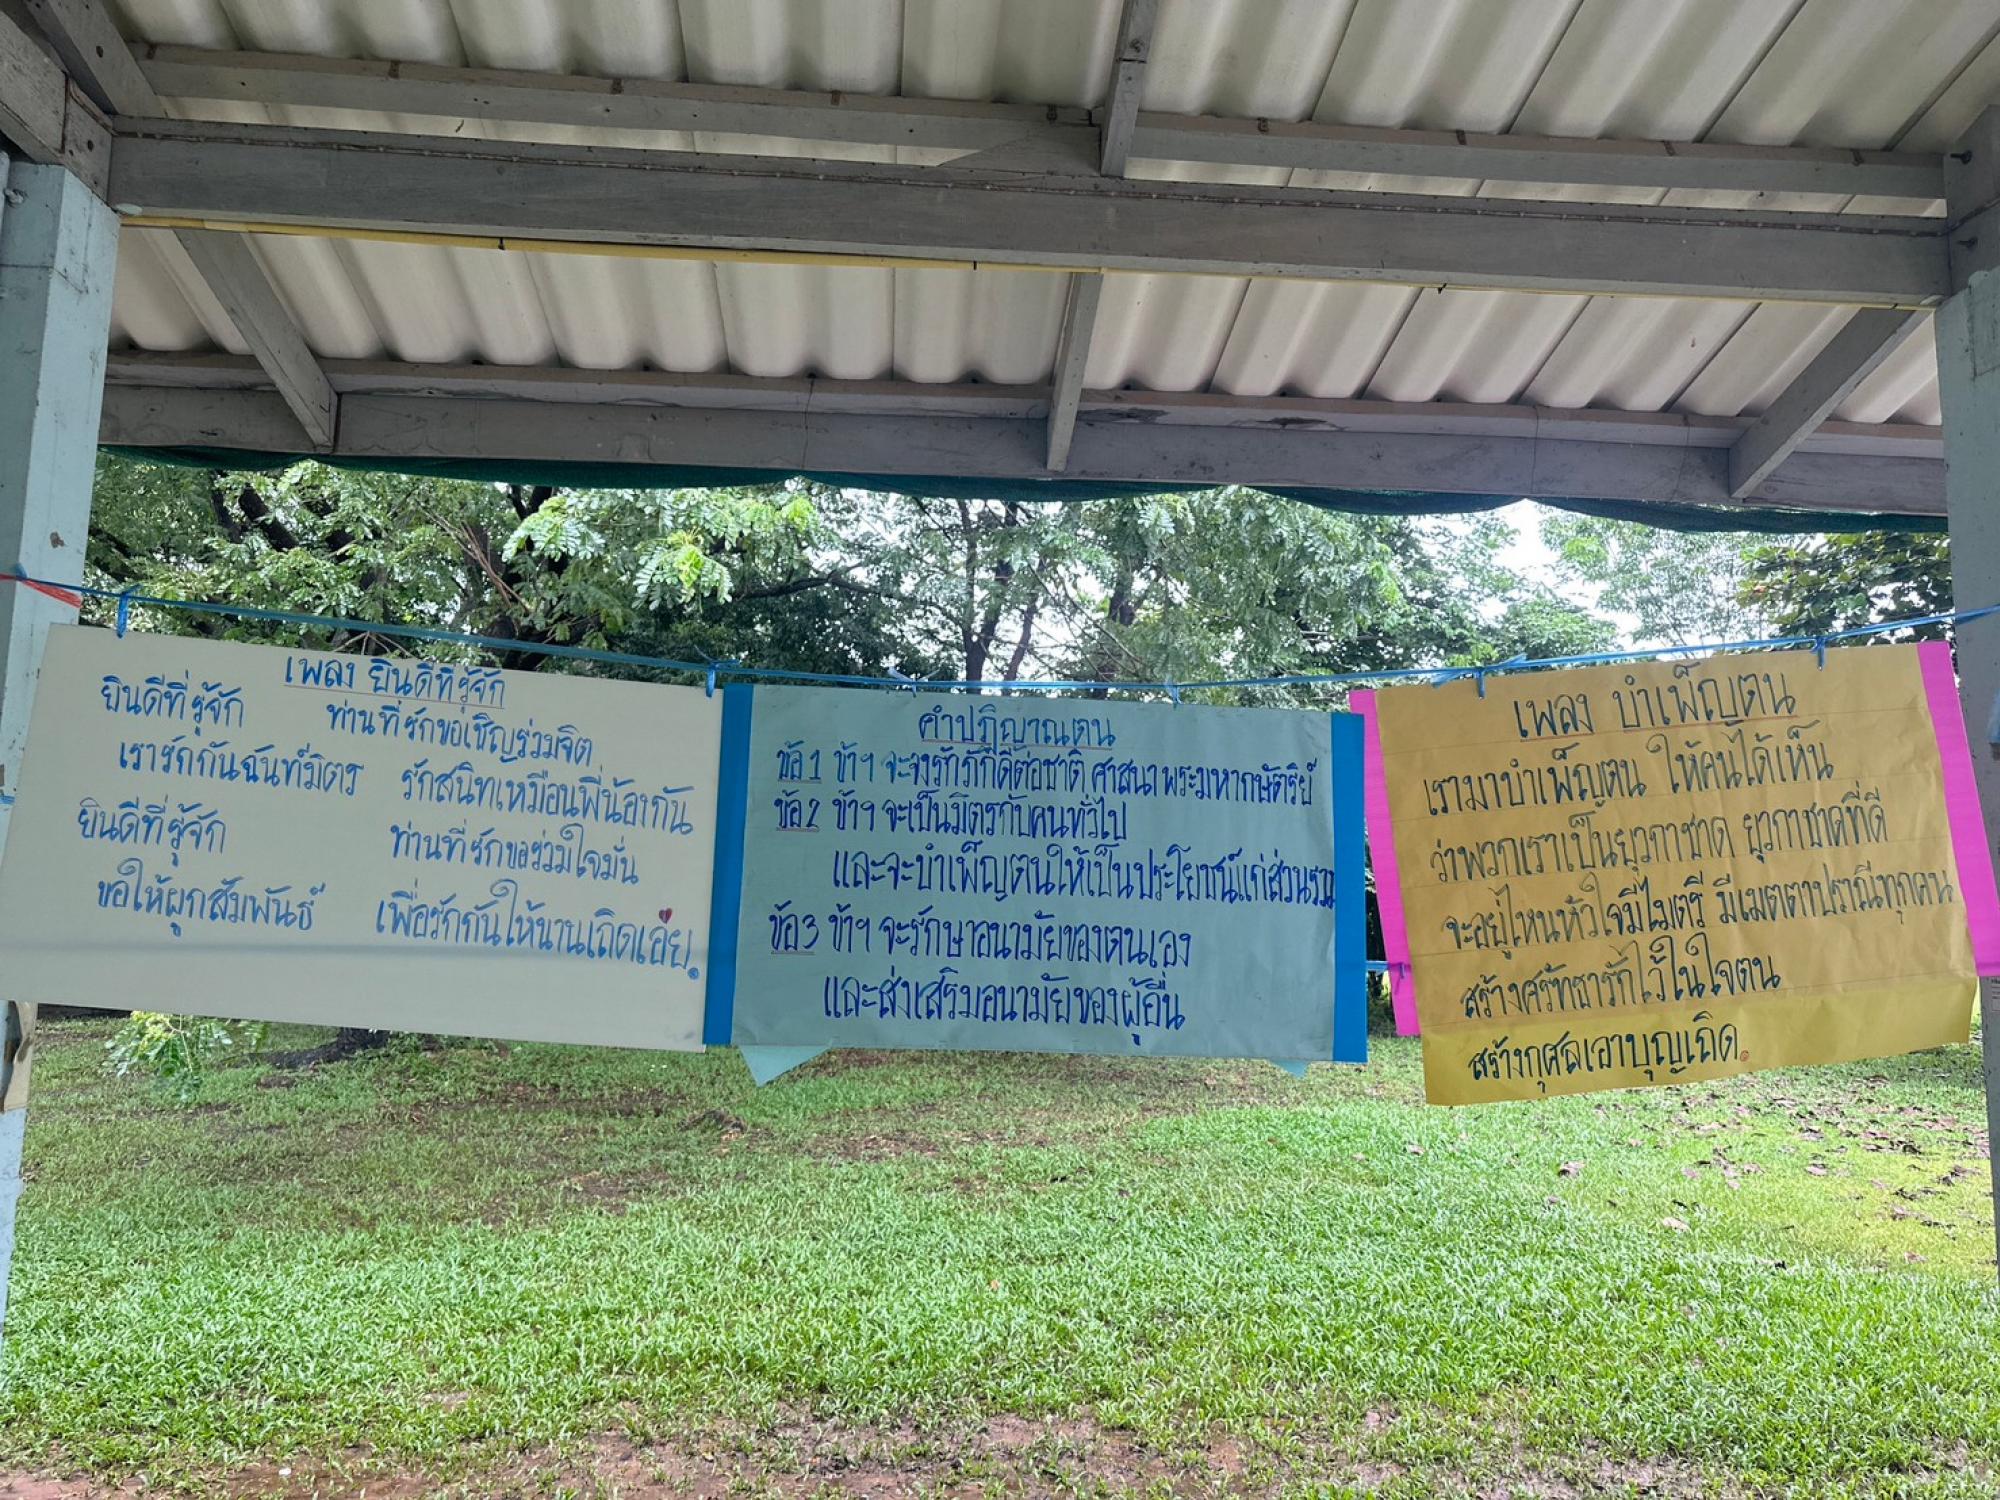 เพลง ยินดีที่รู้จัก
ยินดีที่รู้จัก ท่านที่รักขอเชิญร่วมจิต
เรารักกันฉันท์มิตร รักสนิทเหมือนพี่น้องกัน
ยินดีที่รู้จัก ท่านที่รักขอร่วมใจมั่น
ขอให้ผูกสัมพันธ์ เพื่อรักกันให้นานเถิดเอย.
คำปฏิญาณตน
ข้อ 1 ข้าฯ จะจงรักภักดีต่อชาติ ศาสนา พระมหากษัตริย์
ข้อ 2 ข้าฯ จะเป็นมิตรกับคนทั่วไป
และจะบำเพ็ญตนให้เป็นประโยชน์แก่ส่วนรวม
ข้อ 3 ข้าฯ จะรักษาอนามัยของตนเอง
และส่งเสริมอนามัยของผู้อื่น
เพลง บำเพ็ญตน
เรามาบำเพ็ญตน ให้คนได้เห็น
ว่าพวกเราเป็นยุวกาชาด ยุวกาชาดที่ดี
จะอยู่ไหนหัวใจมีไมตรี มีเมตตาปราณีทุกคน
สร้างศรัทธารักไว้ในใจตน
สร้างกุศลเอาบุญเถิด.